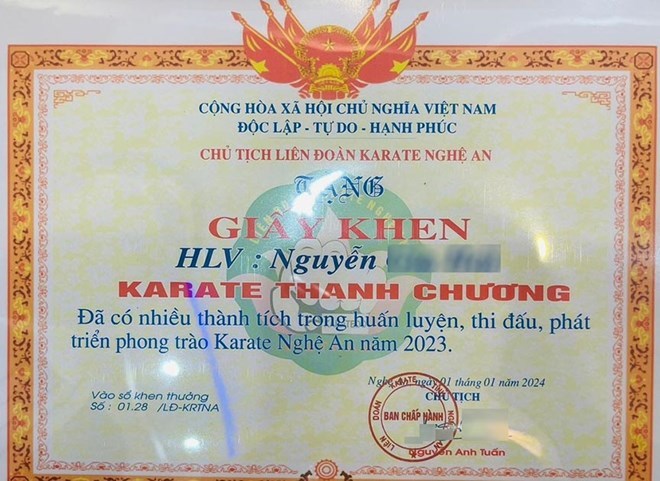 CỘNG HÒA XÃ HỘI CHỦ NGHĨA VIỆT NAM
ĐỘC LẬP - TỰ DO - HẠNH PHÚC
CHỦ TỊCH LIÊN ĐOÀN KARATE NGHỆ AN
TẶNG
GIẤY KHEN
HLV : Nguyễn
KARATE THANH CHƯƠNG
Đã có nhiều thành tích trong huấn luyện, thi đấu, phát
triển phong trào Karate Nghệ An năm 2023.
Vào sổ khen thưởng
Số : 01.28 /LĐ-KRTNA
ngày 01 tháng 01 năm 2024
CHỦ TỊCH
BAN CHẤP HÀNH
Nguyễn Anh Tuấn